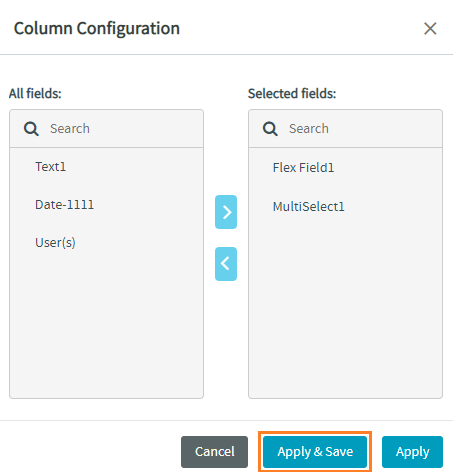 Column Configuration
All fields:
Selected fields:
Search
Search
Text1
Date-1111
User(s)
Flex Field1
MultiSelect1
Cancel
Apply & Save
Apply